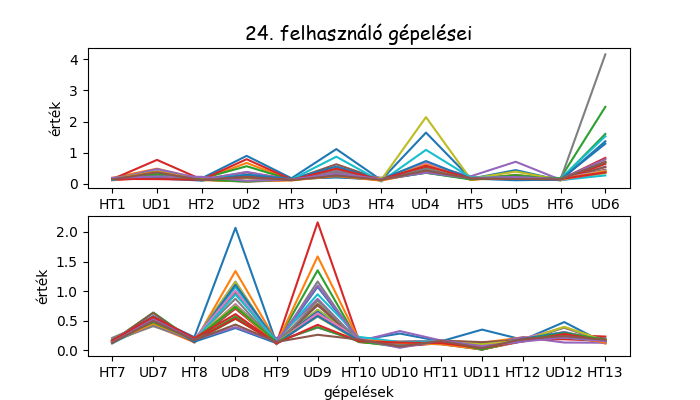 24. felhasználó gépelései
érték
4
3
2
1
0
HT1 UD1 HT2 UD2 HT3 UD3 HT4 UD4 HT5 UD5 HT6 UD6
érték
2.0
1.5
1.0
0.5
0.0
HT7 UD7 HT8 UD8 HT9 UD9 HT10 UD10 HT11 UD11 HT12 UD12 HT13
gépelések